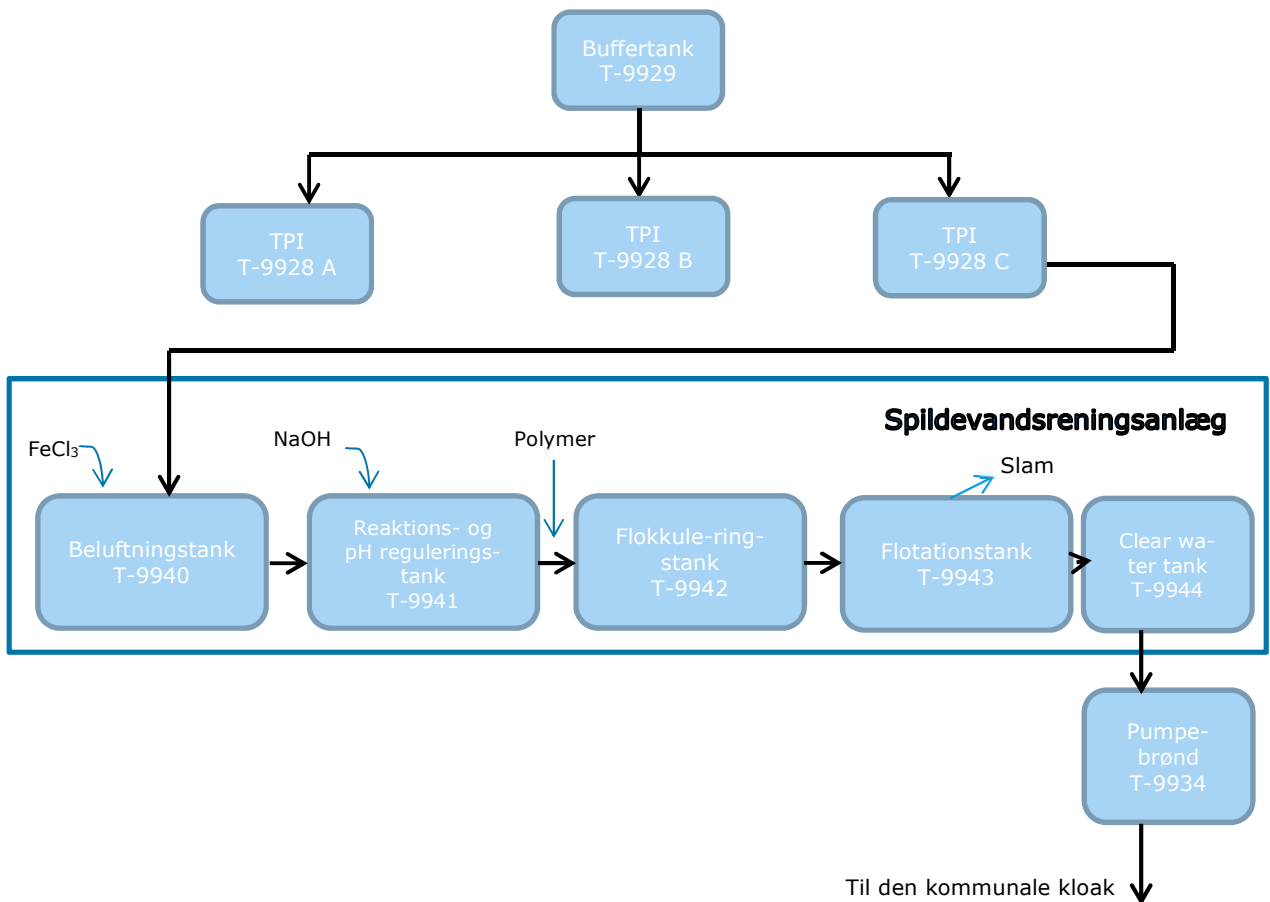 Buffertank
T-9929
TPI
T-9928 A
TPI
T-9928 B
TPI
T-9928 C
Spildevandsreningsanlæg
FeCl₃
NaOH
Polymer
Slam
Beluftningstank
T-9940
Reaktions- og
pH regulerings-
tank
T-9941
Flokkule-ring-
stank
T-9942
Flotationstank
T-9943
Clear wa-
ter tank
T-9944
Pumpe-
brønd
T-9934
Til den kommunale kloak